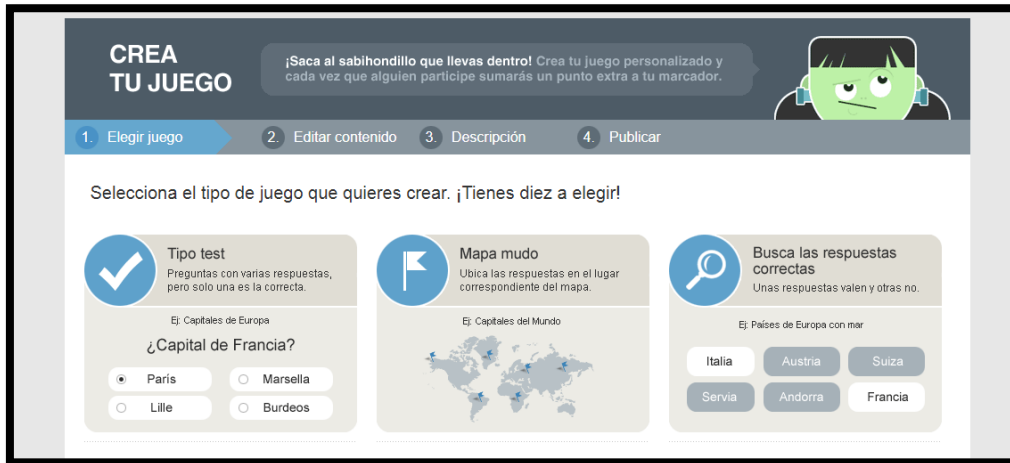 CREA
TU JUEGO
¡Saca al sabihondillo que llevas dentro! Crea tu juego personalizado y
cada vez que alguien participe sumarás un punto extra a tu marcador.
1. Elegir juego 2. Editar contenido 3. Descripción 4. Publicar
Selecciona el tipo de juego que quieres crear. ¡Tienes diez a elegir!
Tipo test
Preguntas con varias respuestas,
pero solo una es la correcta.
Ej: Capitales de Europa
¿Capital de Francia?
París Marsella
Lille Burdeos
Mapa mudo
Ubica las respuestas en el lugar
correspondiente del mapa.
Ej: Capitales del Mundo
Busca las respuestas
correctas
Unas respuestas valen y otras no.
Ej: Países de Europa con mar
Italia Austria Suiza
Servia Andorra Francia